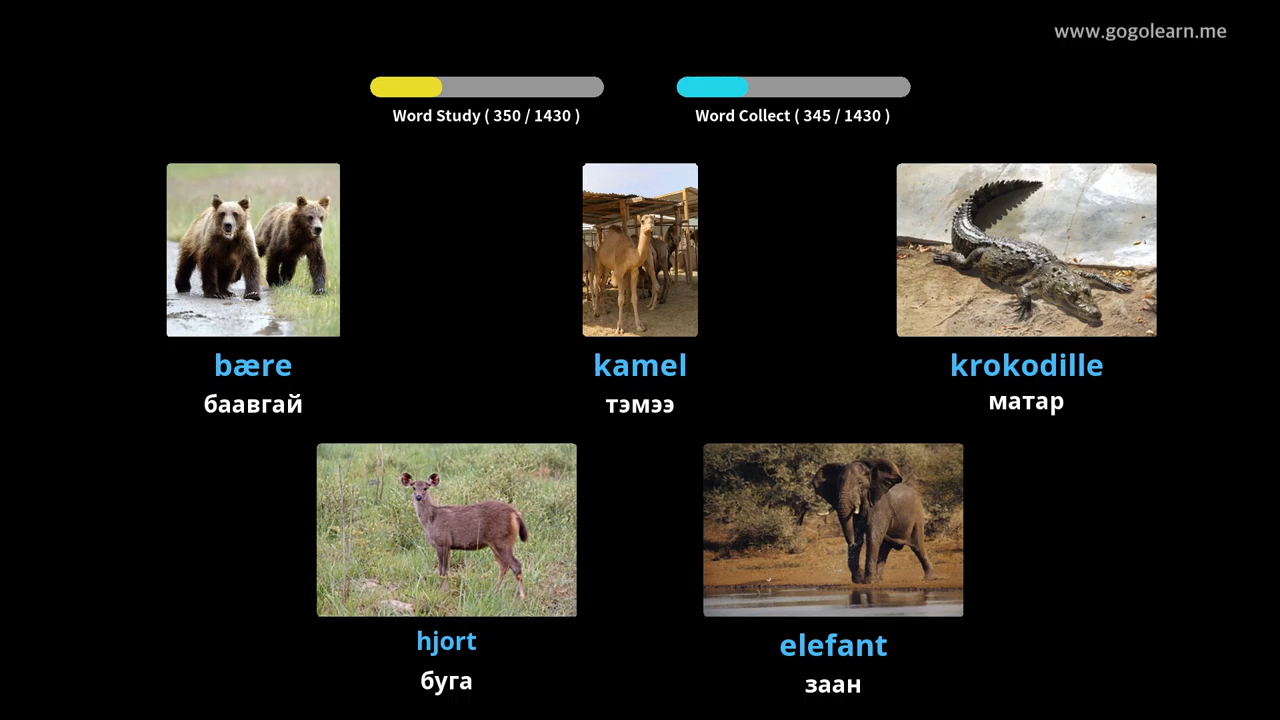 www.gogolearn.me
Word Study ( 350 / 1430 )
Word Collect ( 345 / 1430 )
bære
баавгай
kamel
тэмээ
krokodille
матар
hjort
буга
elefant
заан